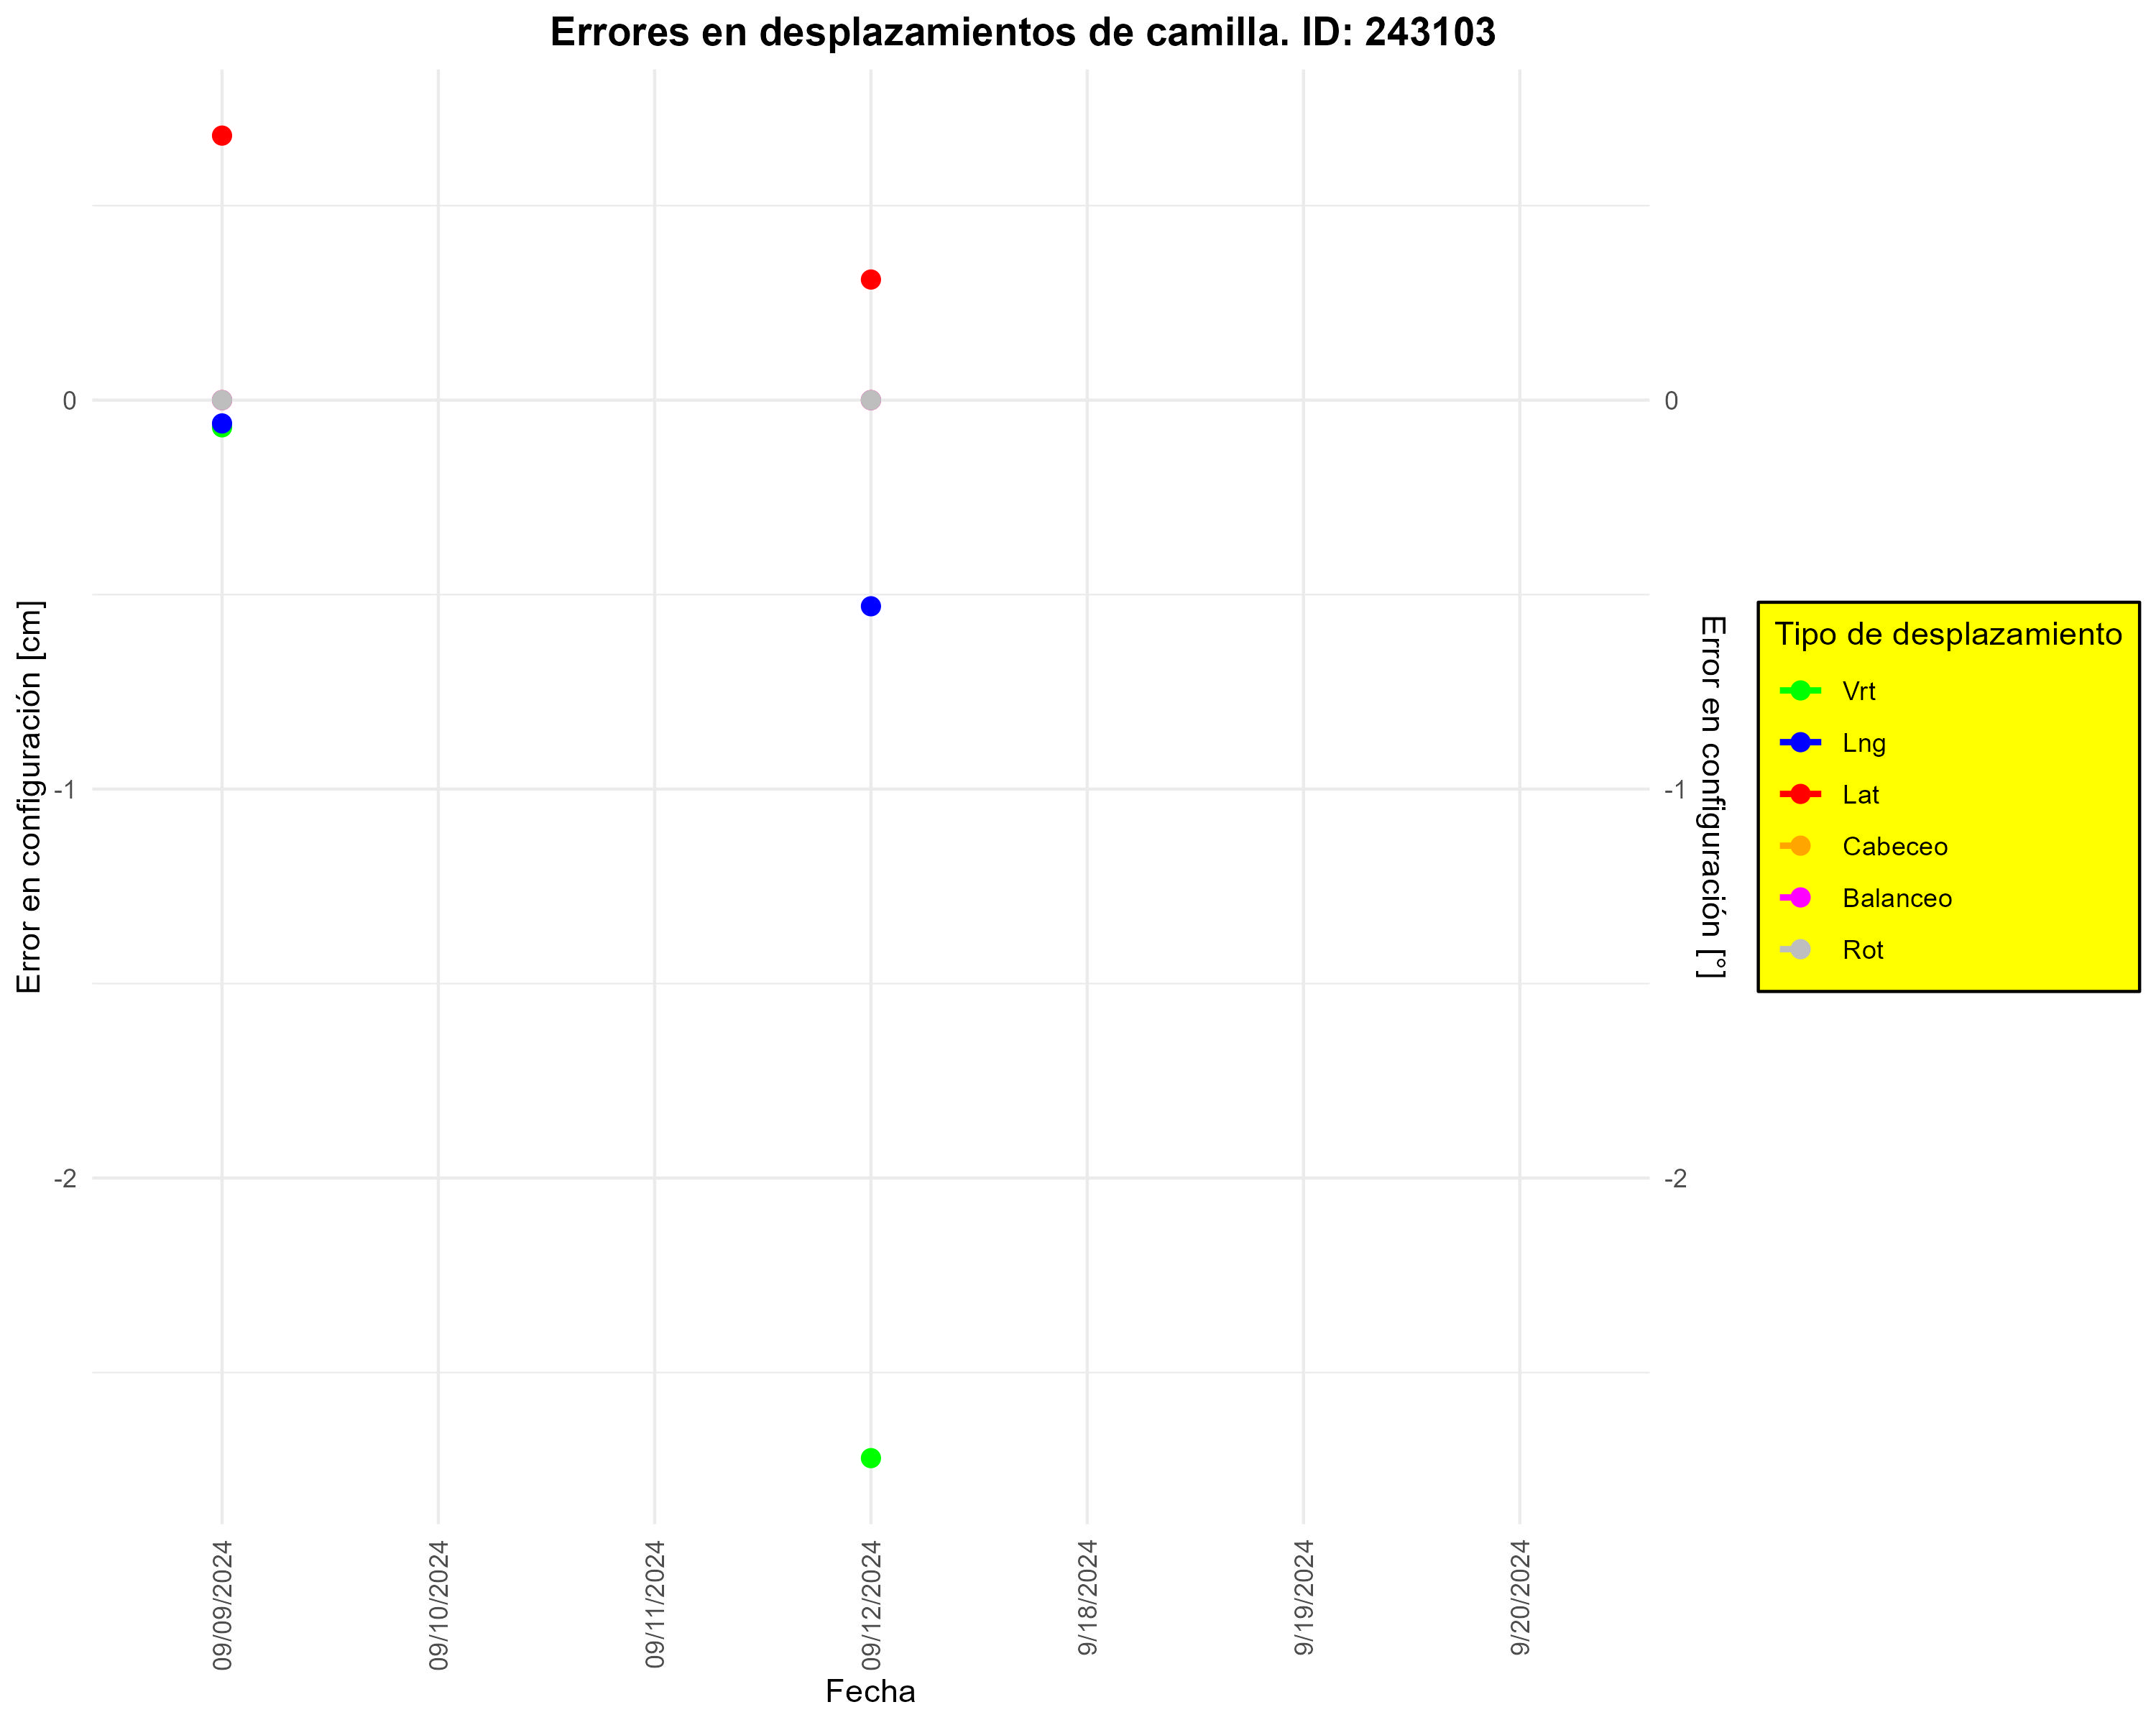 Errores en desplazamientos de camilla. ID: 243103
Error en configuración [cm]
0
-1
-2
0
-1
-2
Error en configuración [°]
09/09/2024
09/10/2024
09/11/2024
09/12/2024
9/18/2024
9/19/2024
9/20/2024
Fecha
Tipo de desplazamiento
Vrt
Lng
Lat
Cabeceo
Balanceo
Rot